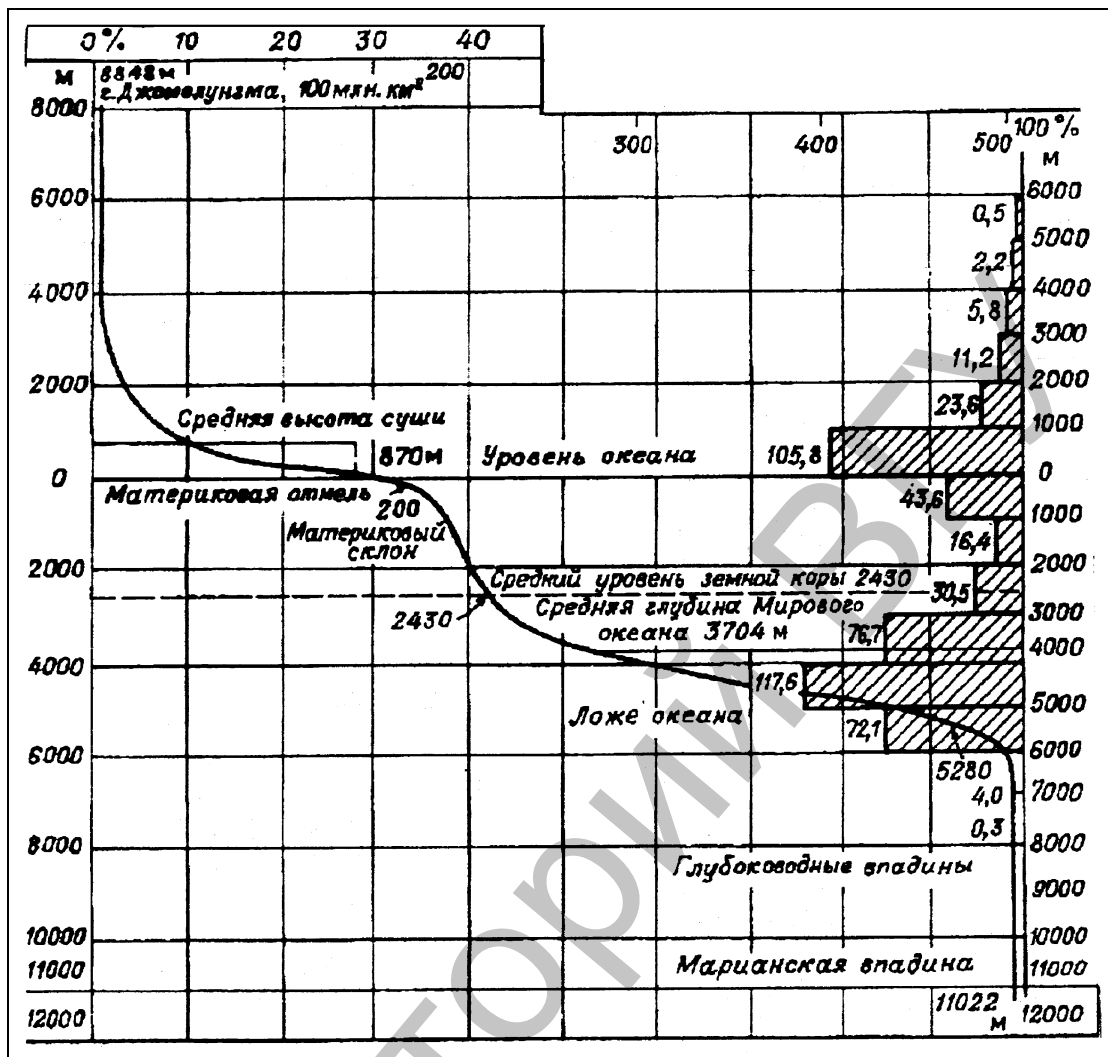 0% 10 20 30 40
м 8848 м 200
г. Джомолунгма, 100 млн. км²
8000
300 400 500 100%
м
6000 6000
0,5
5000
2,2
4000 4000
5,8
3000
11,2
2000 2000
Средняя высота суши 23,6
1000
870 м Уровень океана 105,8
0 0
Материковая отмель 43,6
200 1000
Материковый 16,4
склон
2000 2000
Средний уровень земной коры 2430 30,5
2430 Средняя глубина Мирового 3000
океана 3704 м 76,7
4000 4000
117,6
5000
Ложе океана 72,1
6000 6000
5280
4,0 7000
0,3
8000 8000
Глубоководные впадины
9000
10000 10000
11000 Марианская впадина 11000
11022
12000 м 12000
торий ВГУ